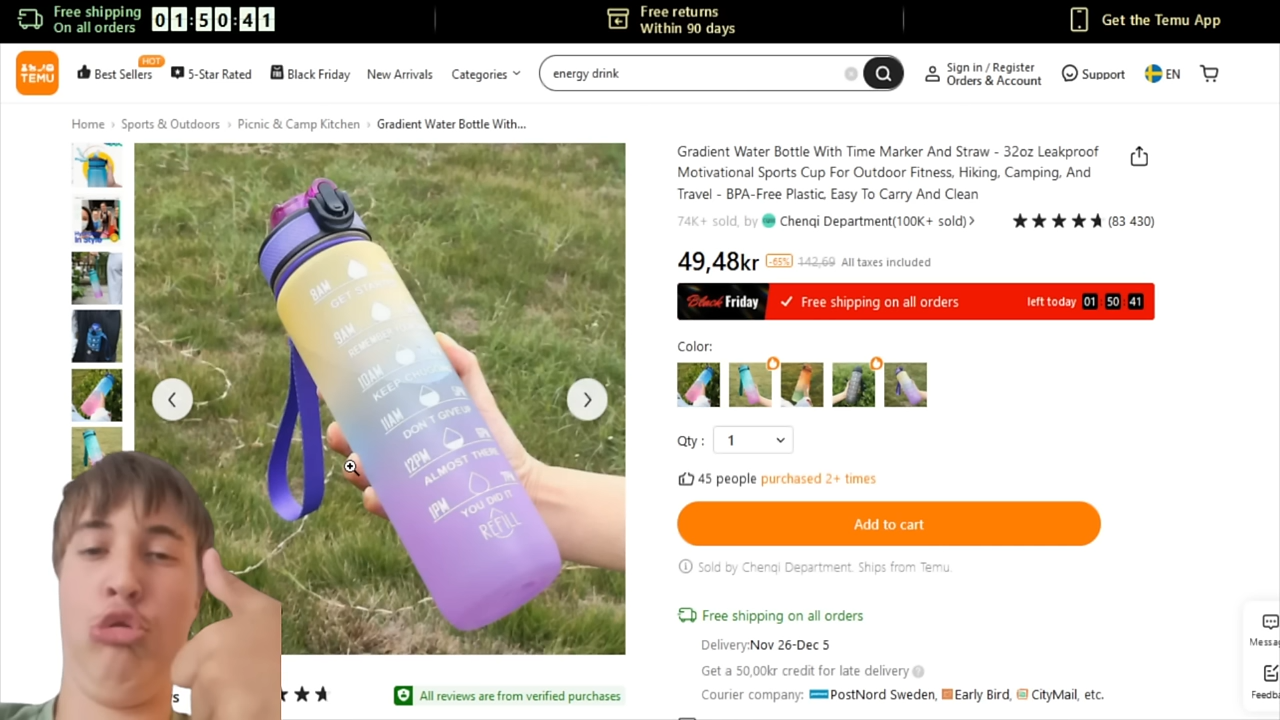 Free shipping
On all orders
01:50:41
Free returns
Within 90 days
Get the Temu App
TEMU
Best Sellers
HOT
5-Star Rated
Black Friday
New Arrivals
Categories
energy drink
Sign in / Register
Orders & Account
Support
EN
Home › Sports & Outdoors › Picnic & Camp Kitchen › Gradient Water Bottle With...
Gradient Water Bottle With Time Marker And Straw - 32oz Leakproof
Motivational Sports Cup For Outdoor Fitness, Hiking, Camping, And
Travel - BPA-Free Plastic, Easy To Carry And Clean
74K+ sold, by Chenqi Department(100K+ sold) ›
(83 430)
49,48kr -65% 142,69 All taxes included
Black Friday
Free shipping on all orders
left today 01 50 41
Color:
Qty : 1
45 people purchased 2+ times
Add to cart
Sold by Chenqi Department. Ships from Temu.
Free shipping on all orders
Delivery:Nov 26-Dec 5
Get a 50,00kr credit for late delivery
Courier company: PostNord Sweden, Early Bird, CityMail, etc.
In Style
8AM
GET
9AM
10AM
KEEP
11AM
DON'T GIVE UP
12PM
ALMOST THERE
1PM
YOU DID IT
REFILL
All reviews are from verified purchases